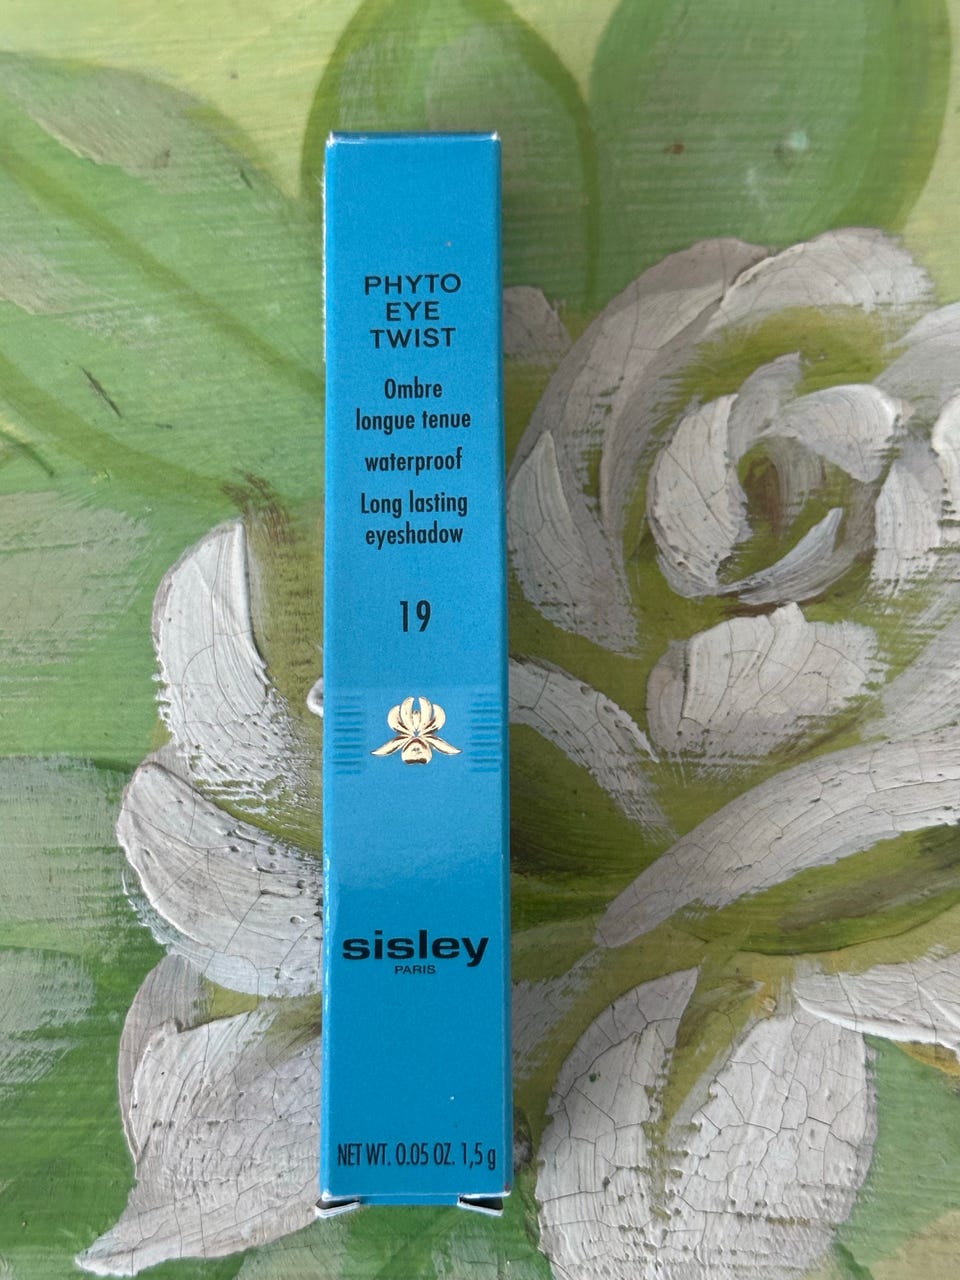 PHYTO
EYE
TWIST
Ombre
longue tenue
waterproof
Long lasting
eyeshadow
19
sisley
PARIS
NET WT. 0.05 OZ. 1,5 g